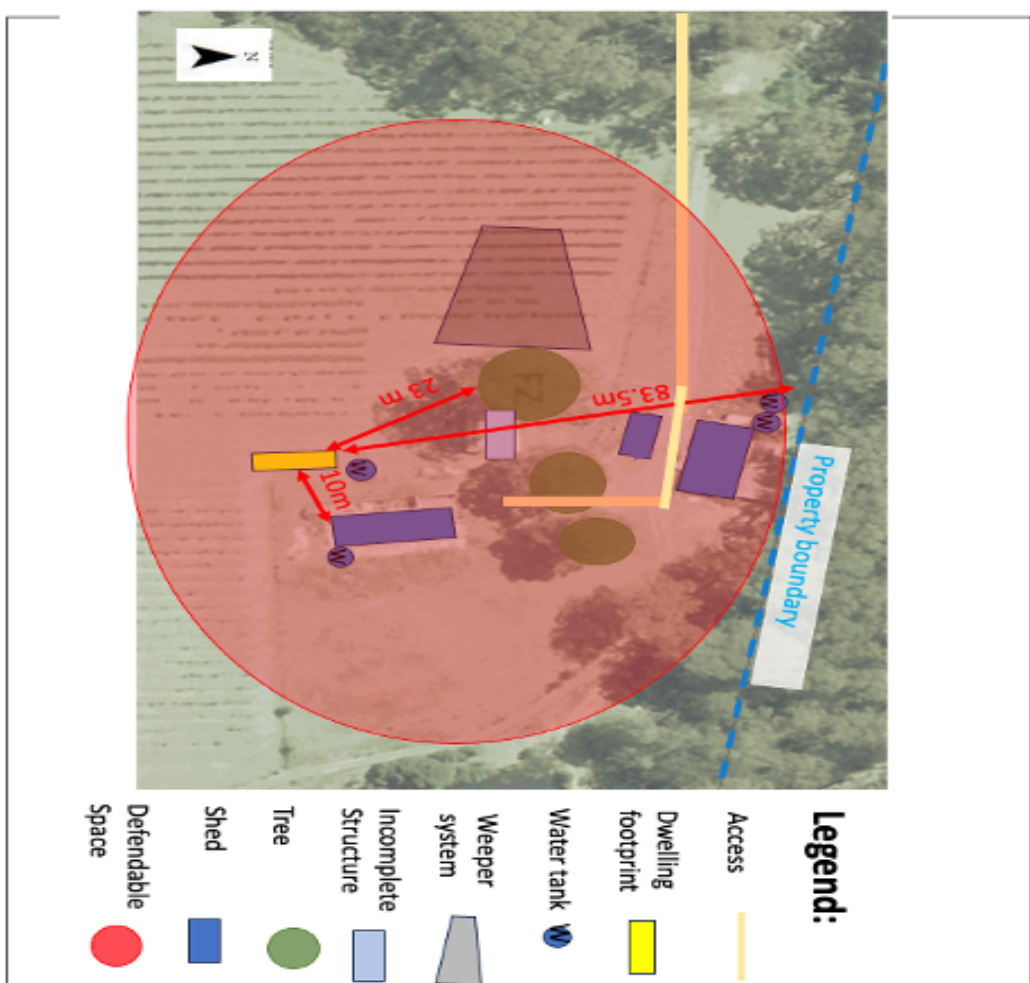 N
FZ
23 m
83.5m
10m
W
W
W
W
Property boundary
Legend:
Access
Dwelling
footprint
Water tank
W
Weeper
system
Incomplete
Structure
Tree
Shed
Defendable
Space